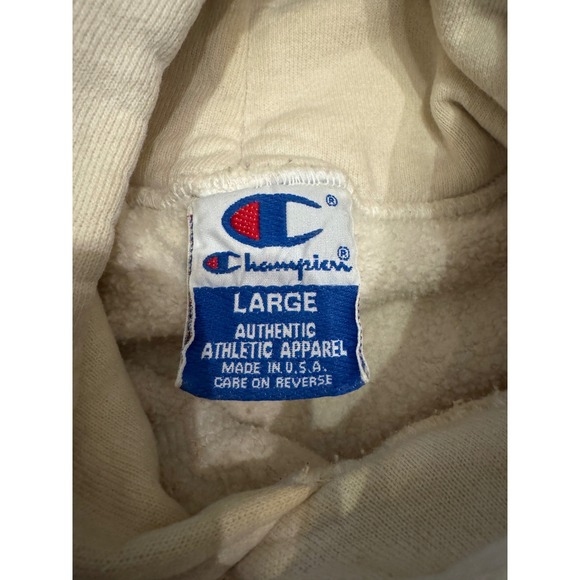 ®
Champion®
LARGE
AUTHENTIC
ATHLETIC APPAREL
MADE IN U.S.A.
CARE ON REVERSE